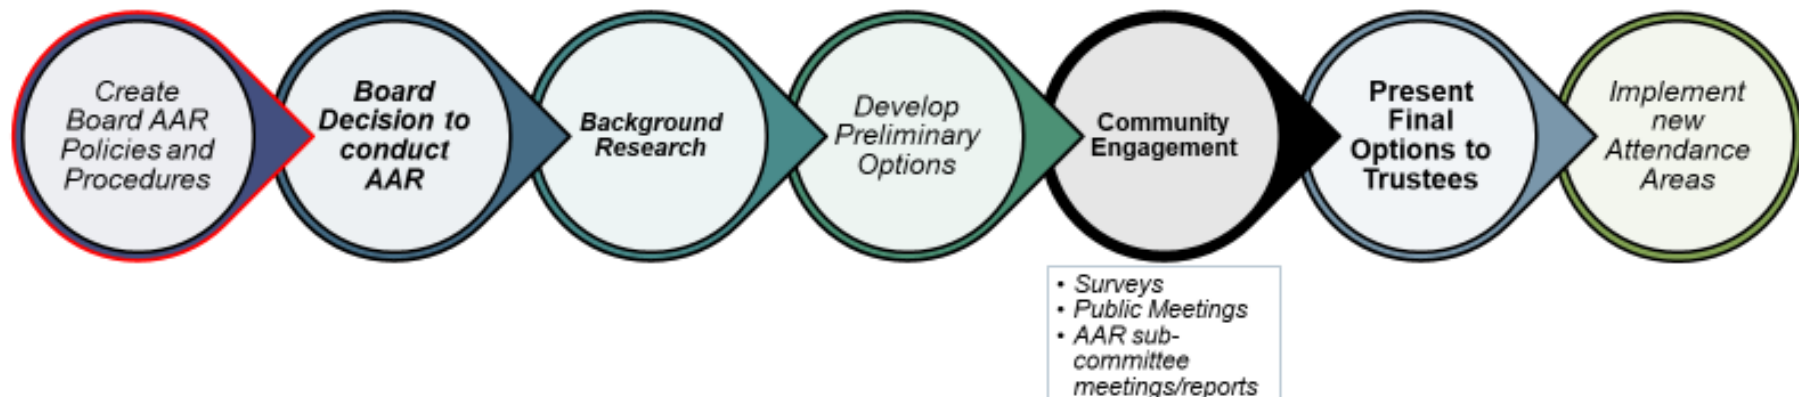 Create
Board AAR
Policies and
Procedures
Board
Decision to
conduct
AAR
Background
Research
Develop
Preliminary
Options
Community
Engagement
• Surveys
• Public Meetings
• AAR sub-
committee
meetings/reports
Present
Final
Options to
Trustees
Implement
new
Attendance
Areas